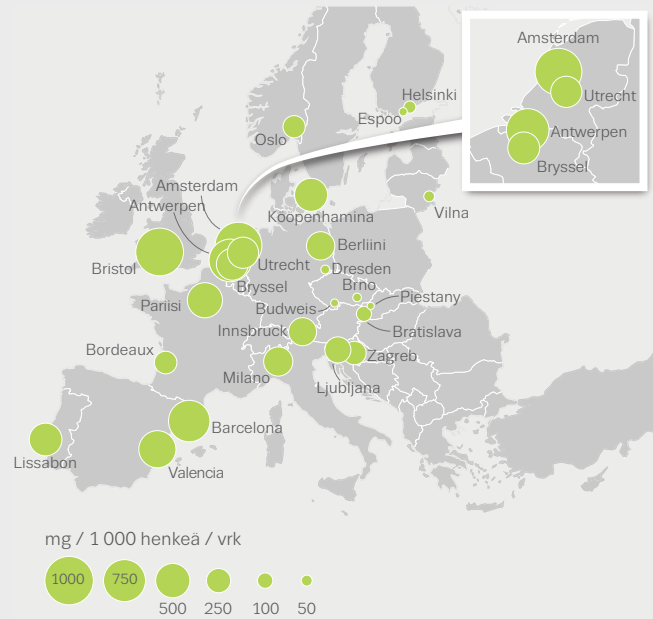 Amsterdam
Utrecht
Antwerpen
Bryssel
Helsinki
Espoo
Oslo
Amsterdam
Antwerpen
Köopenhamina
Vilna
Bristol
Utrecht
Bryssel
Berliini
Dresden
Brno
Piestany
Pariisi
Budweis
Innsbruck
Bratislava
Bordeaux
Milano
Zagreb
Ljubljana
Barcelona
Lissabon
Valencia
mg / 1 000 henkeä / vrk
1000
750
500
250
100
50